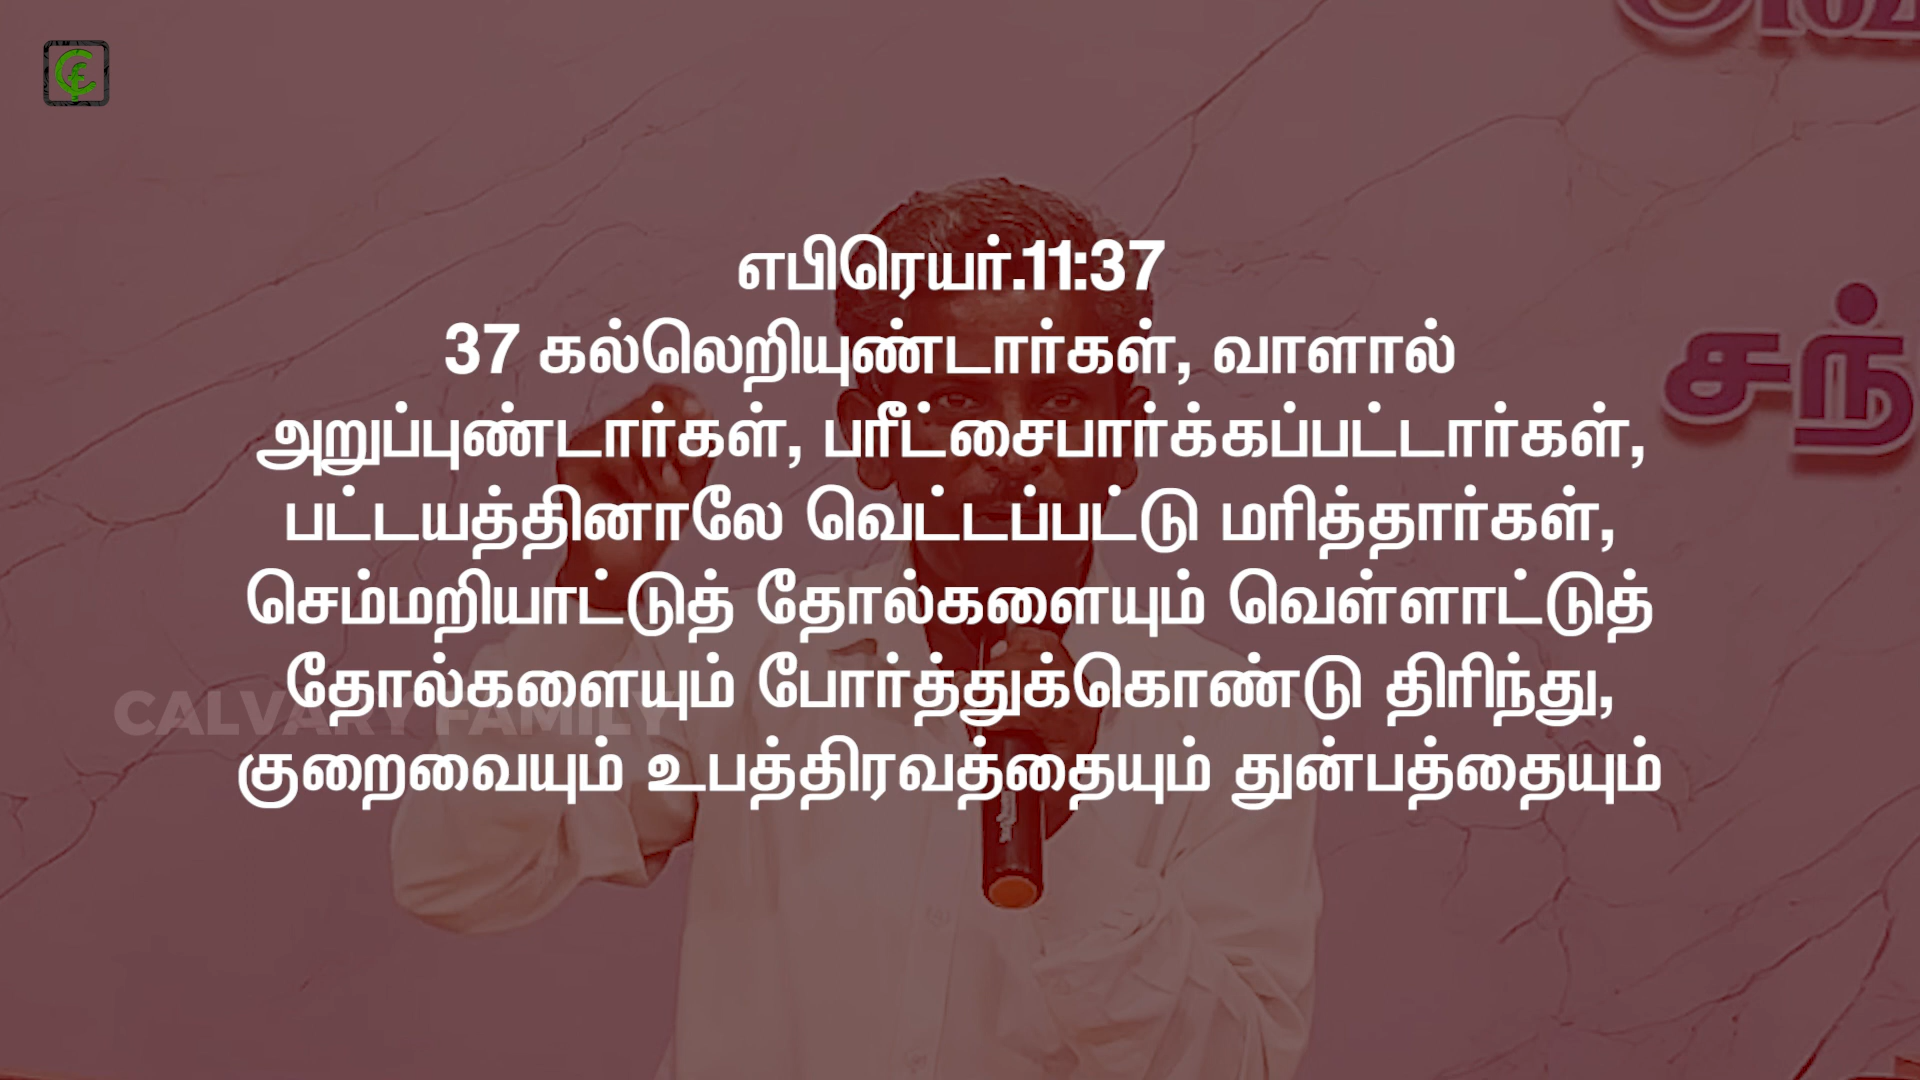 எபிரெயர்.11:37
37 கல்லெறியுண்டார்கள், வாளால்
அறுப்புண்டார்கள், பரீட்சைபார்க்கப்பட்டார்கள்,
பட்டயத்தினாலே வெட்டப்பட்டு மரித்தார்கள்,
செம்மறியாட்டுத் தோல்களையும் வெள்ளாட்டுத்
தோல்களையும் போர்த்துக்கொண்டு திரிந்து,
குறைவையும் உபத்திரவத்தையும் துன்பத்தையும்
CALVARY FAMILY
சந்